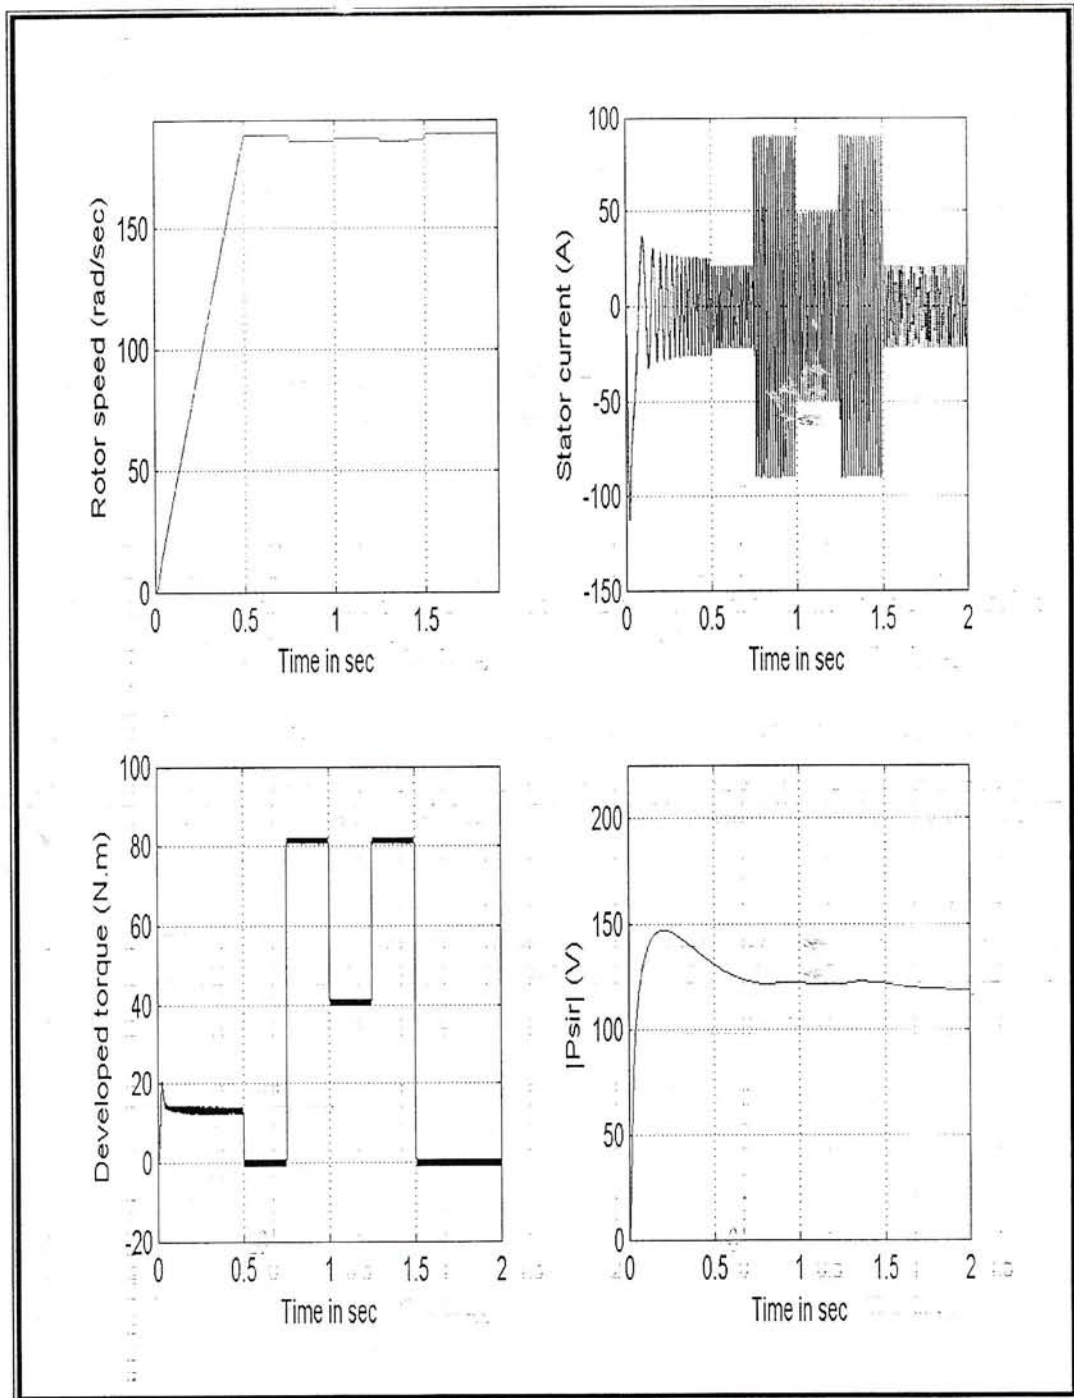 Rotor speed (rad/sec)
150
100
50
0
0 0.5 1 1.5
Time in sec
Stator current (A)
100
50
0
-50
-100
-150
0 0.5 1 1.5 2
Time in sec
Developed torque (N.m)
100
80
60
40
20
0
-20
0 0.5 1 1.5 2
Time in sec
|Psir| (V)
200
150
100
50
0
0 0.5 1 1.5 2
Time in sec